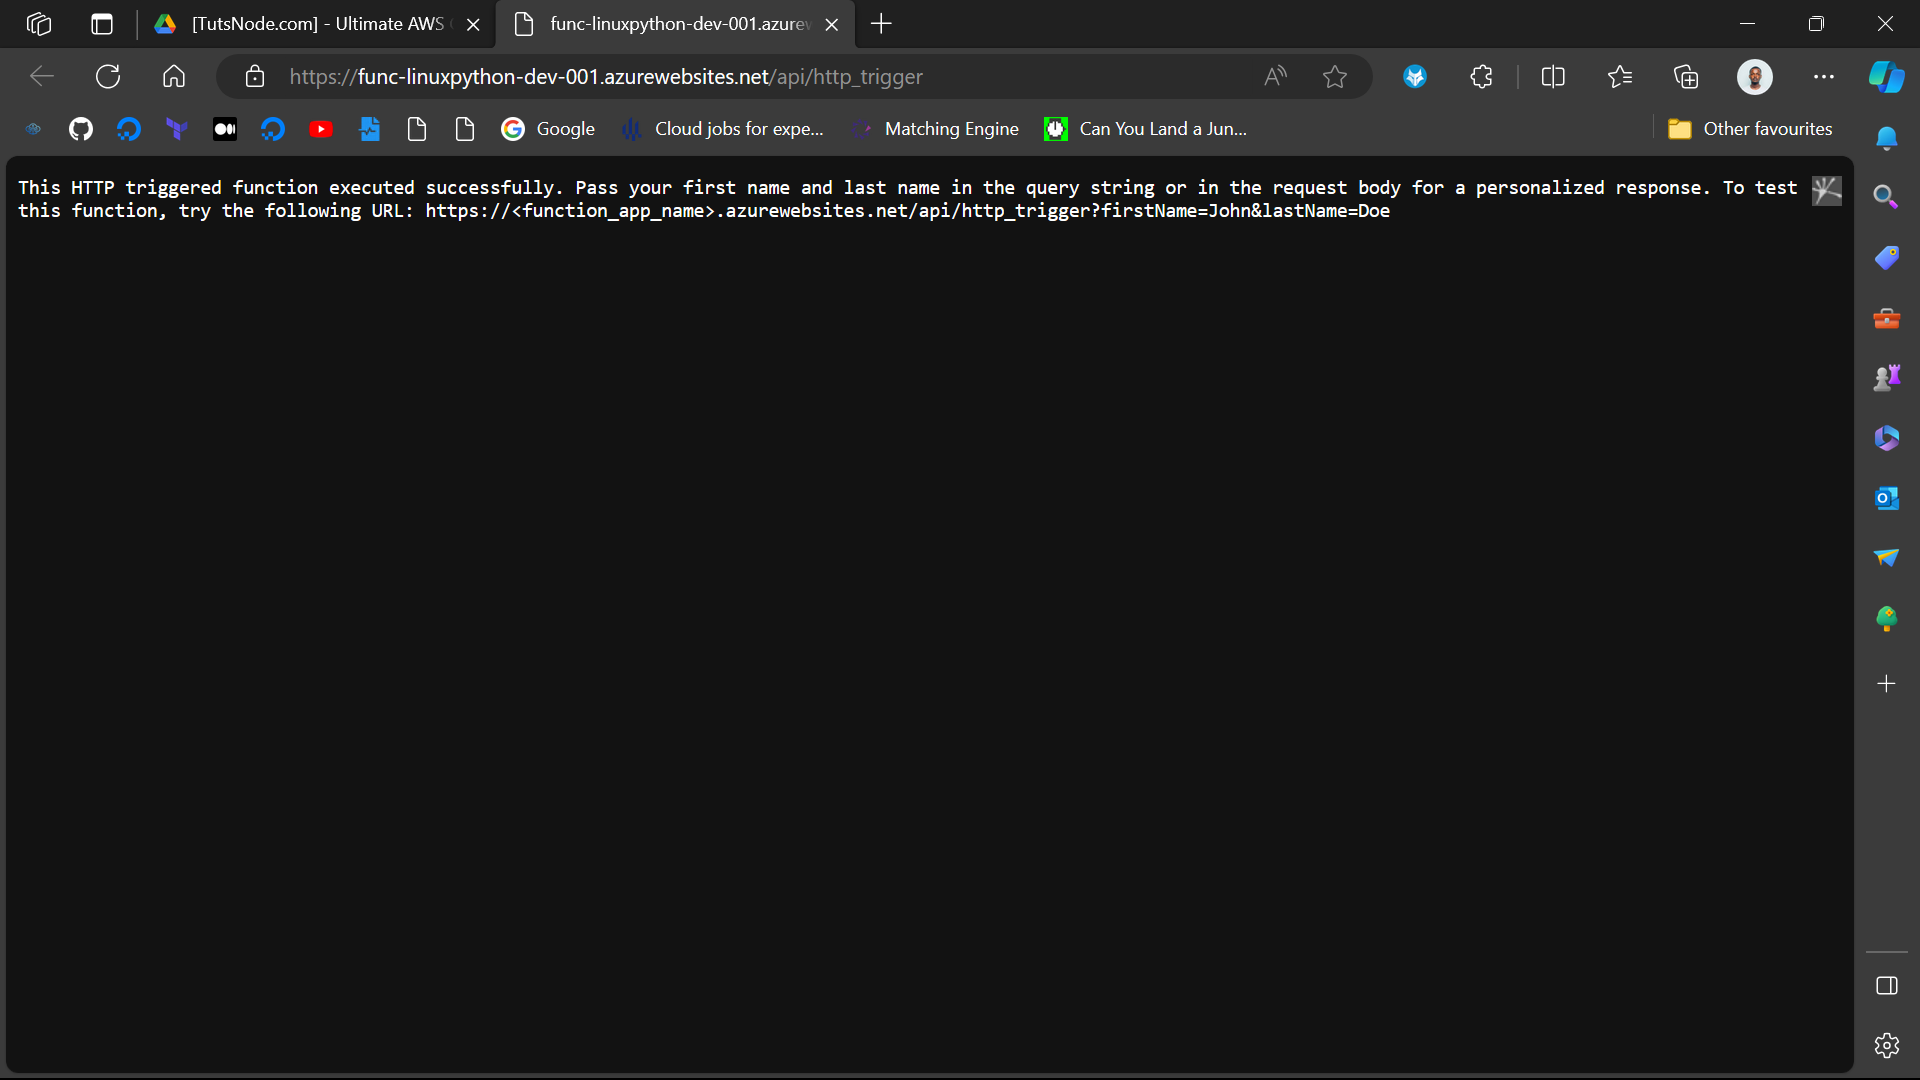 [TutsNode.com] - Ultimate AWS
func-linuxpython-dev-001.azurew
https://func-linuxpython-dev-001.azurewebsites.net/api/http_trigger
Google
Cloud jobs for expe...
Matching Engine
Can You Land a Jun...
Other favourites
This HTTP triggered function executed successfully. Pass your first name and last name in the query string or in the request body for a personalized response. To test
this function, try the following URL: https://<function_app_name>.azurewebsites.net/api/http_trigger?firstName=John&lastName=Doe